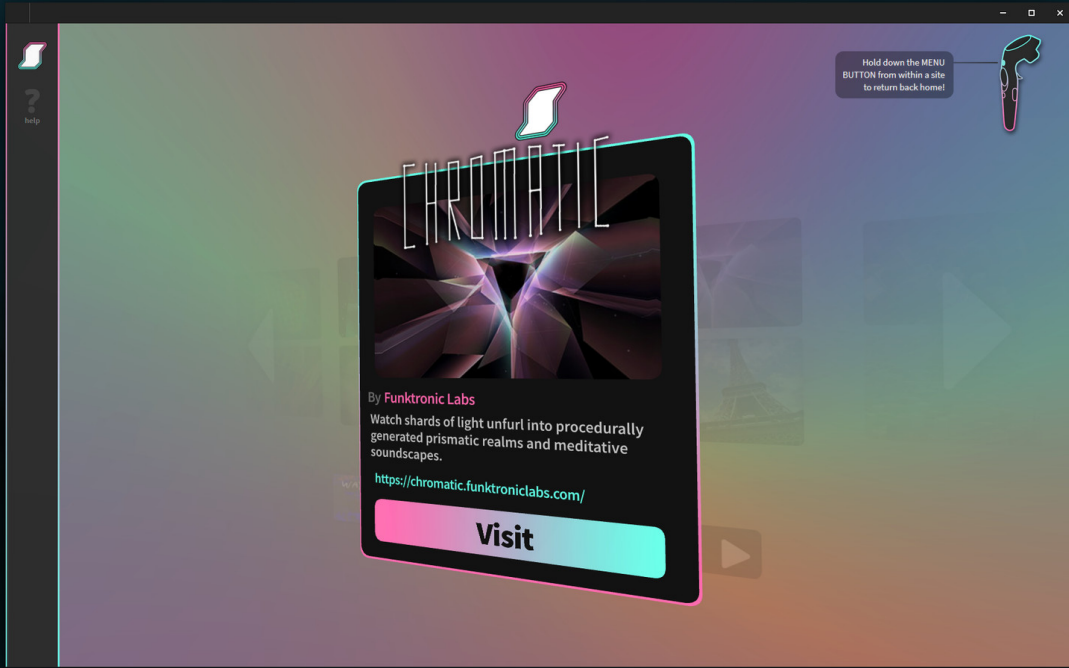 ?
help
Hold down the MENU
BUTTON from within a site
to return back home!
CHROMATIC
By Funktronic Labs
Watch shards of light unfurl into procedurally
generated prismatic realms and meditative
soundscapes.
https://chromatic.funktroniclabs.com/
Visit